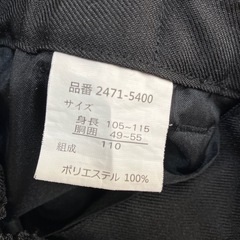 品番 2471-5400
サイズ
身長 105~115
胴囲 49~55
110
組成
ポリエステル 100%